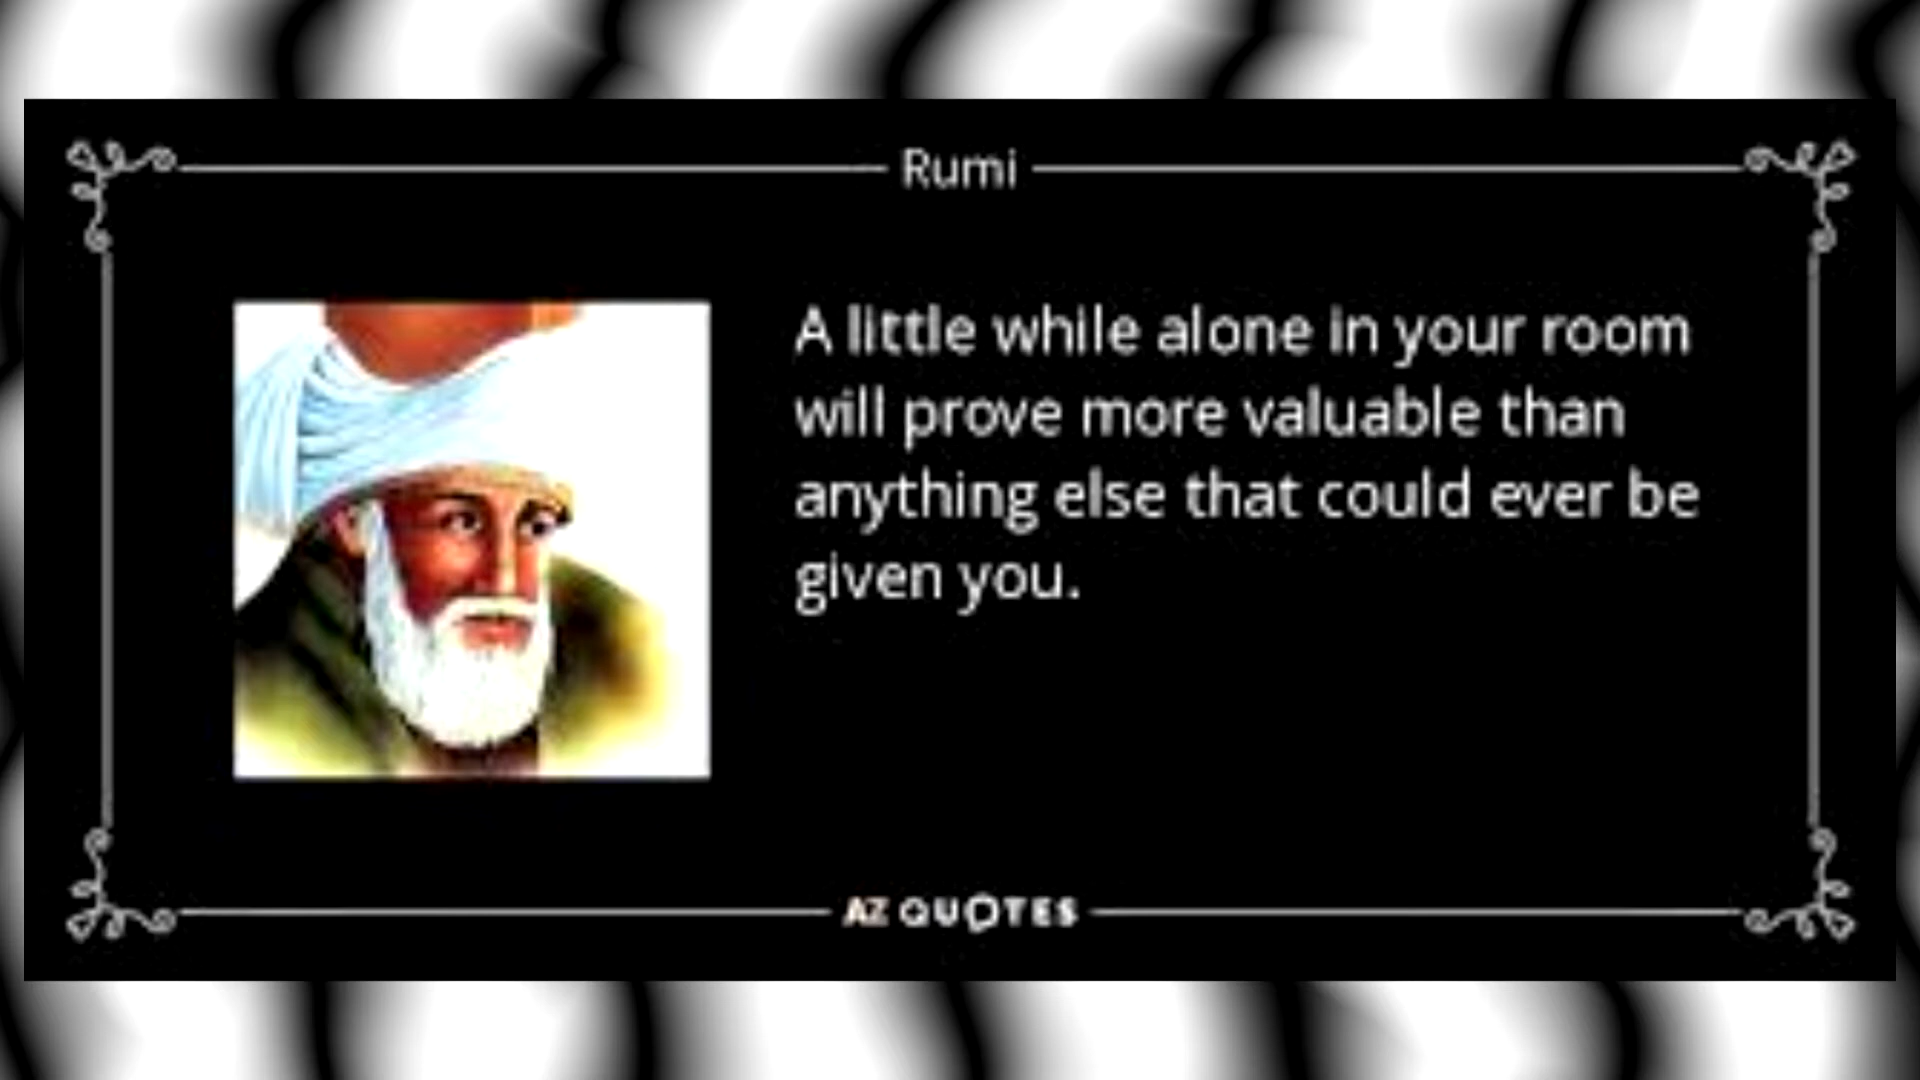 Rumi
A little while alone in your room
will prove more valuable than
anything else that could ever be
given you.
AZ QUOTES